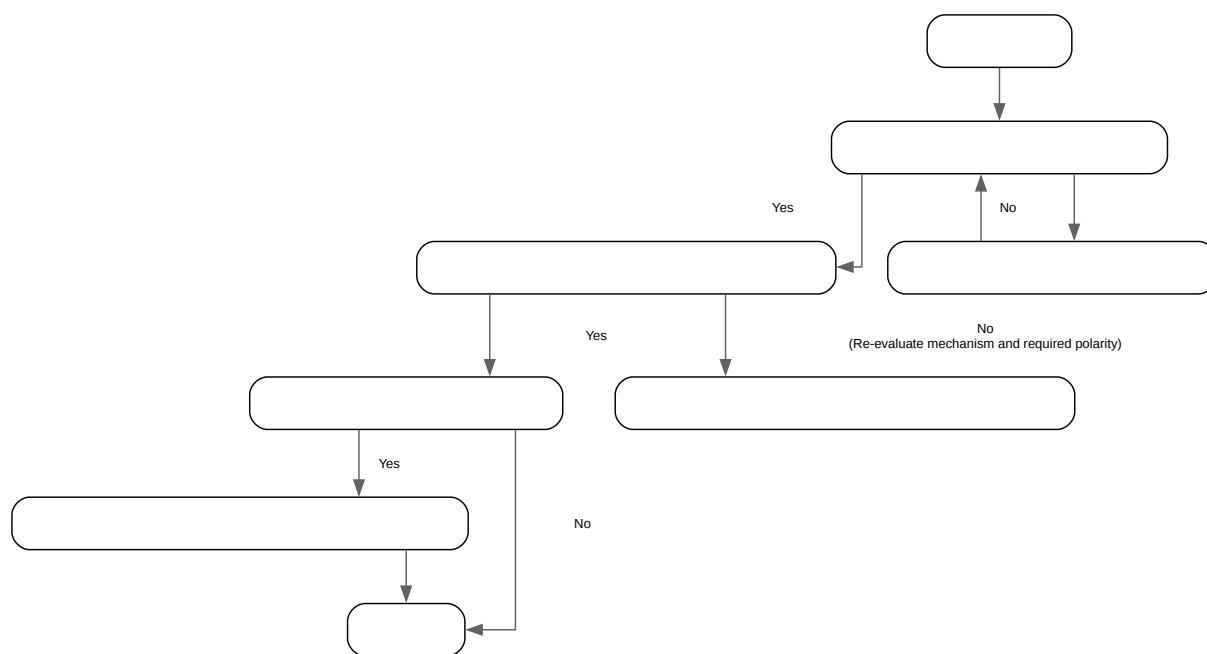 Yes
No
No
(Re-evaluate mechanism and required polarity)
Yes
Yes
No